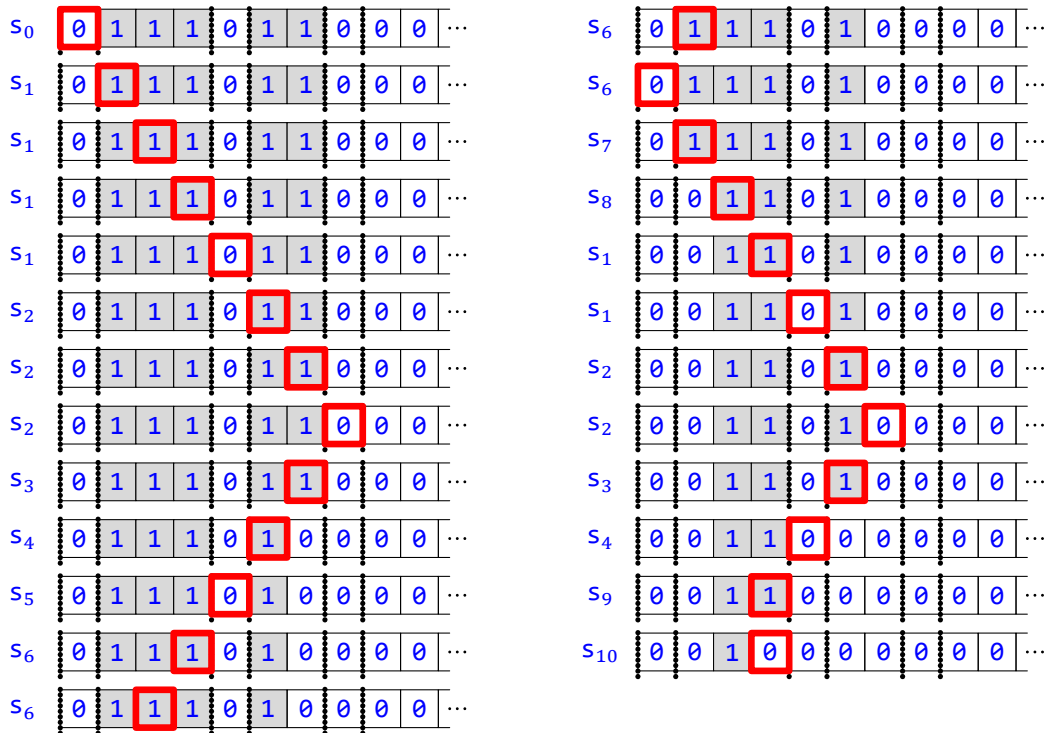 s₀ 0 1 1 1 0 1 1 0 0 0 ⋯
s₁ 0 1 1 1 0 1 1 0 0 0 ⋯
s₁ 0 1 1 1 0 1 1 0 0 0 ⋯
s₁ 0 1 1 1 0 1 1 0 0 0 ⋯
s₁ 0 1 1 1 0 1 1 0 0 0 ⋯
s₂ 0 1 1 1 0 1 1 0 0 0 ⋯
s₂ 0 1 1 1 0 1 1 0 0 0 ⋯
s₂ 0 1 1 1 0 1 1 0 0 0 ⋯
s₃ 0 1 1 1 0 1 1 0 0 0 ⋯
s₄ 0 1 1 1 0 1 0 0 0 0 ⋯
s₅ 0 1 1 1 0 1 0 0 0 0 ⋯
s₆ 0 1 1 1 0 1 0 0 0 0 ⋯
s₆ 0 1 1 1 0 1 0 0 0 0 ⋯
s₆ 0 1 1 1 0 1 0 0 0 0 ⋯
s₆ 0 1 1 1 0 1 0 0 0 0 ⋯
s₇ 0 1 1 1 0 1 0 0 0 0 ⋯
s₈ 0 0 1 1 0 1 0 0 0 0 ⋯
s₁ 0 0 1 1 0 1 0 0 0 0 ⋯
s₁ 0 0 1 1 0 1 0 0 0 0 ⋯
s₂ 0 0 1 1 0 1 0 0 0 0 ⋯
s₂ 0 0 1 1 0 1 0 0 0 0 ⋯
s₃ 0 0 1 1 0 1 0 0 0 0 ⋯
s₄ 0 0 1 1 0 0 0 0 0 0 ⋯
s₉ 0 0 1 1 0 0 0 0 0 0 ⋯
s₁₀ 0 0 1 0 0 0 0 0 0 0 ⋯